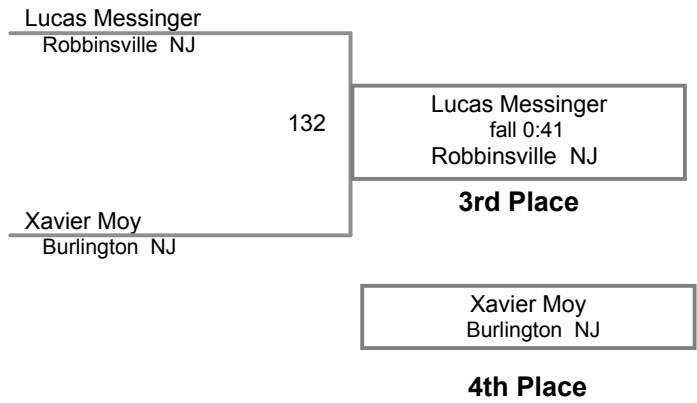 Lucas Messinger
Robbinsville NJ
132
Lucas Messinger
fall 0:41
Robbinsville NJ
3rd Place
Xavier Moy
Burlington NJ
Xavier Moy
Burlington NJ
4th Place